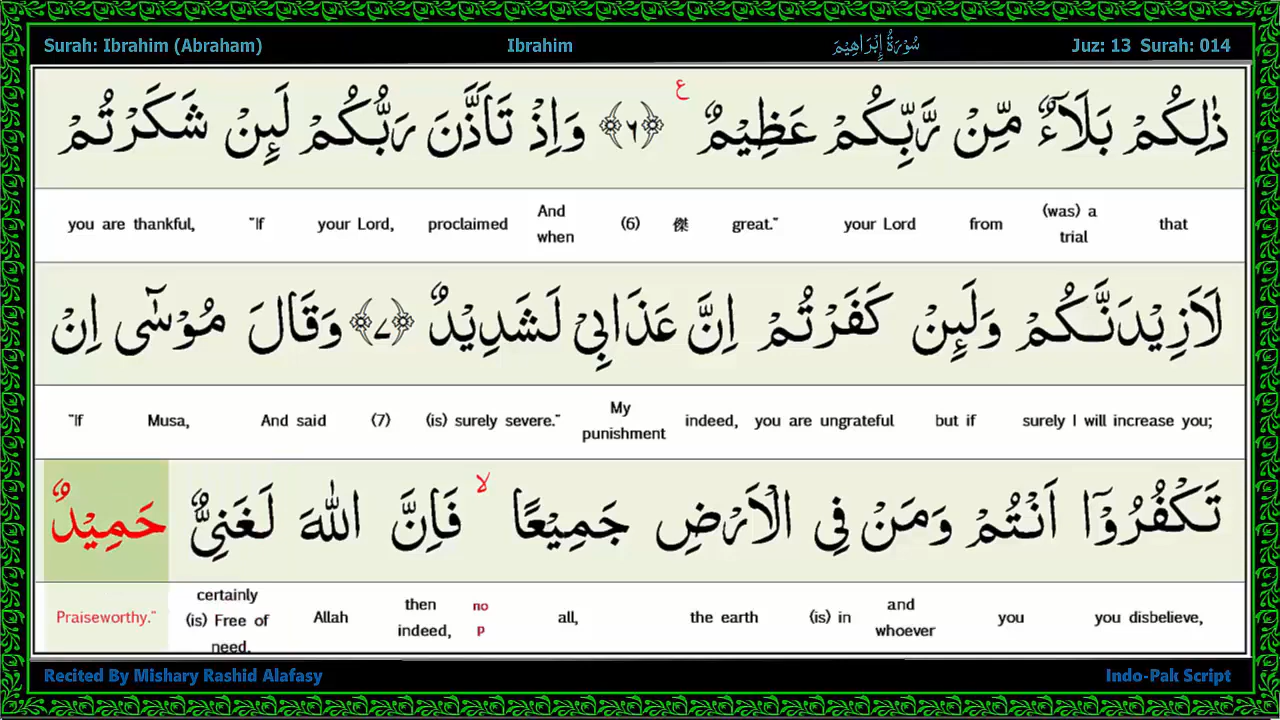 Surah: Ibrahim (Abraham) Ibrahim سُوْرَةُ إِبْرَاهِيْمَ Juz: 13 Surah: 014
ذٰلِكُمْ بَلَآءٌ مِّنْ رَّبِّكُمْ عَظِيْمٌ ع ﴿٦﴾ وَاِذْ تَاَذَّنَ رَبُّكُمْ لَىِٕنْ شَكَرْتُمْ
you are thankful, "If your Lord, proclaimed And when (6) 傑 great." your Lord from (was) a trial that
لَاَزِيْدَنَّكُمْ وَلَىِٕنْ كَفَرْتُمْ اِنَّ عَذَابِيْ لَشَدِيْدٌ ﴿٧﴾ وَقَالَ مُوْسٰٓى اِنْ
"If Musa, And said (7) (is) surely severe." My punishment indeed, you are ungrateful but if surely I will increase you;
تَكْفُرُوْٓا اَنْتُمْ وَمَنْ فِي الْاَرْضِ جَمِيْعًا ۙ فَاِنَّ اللّٰهَ لَغَنِيٌّ حَمِيْدٌ
Praiseworthy." certainly (is) Free of need, Allah then indeed, no p all, the earth (is) in and whoever you you disbelieve,
Recited By Mishary Rashid Alafasy Indo-Pak Script